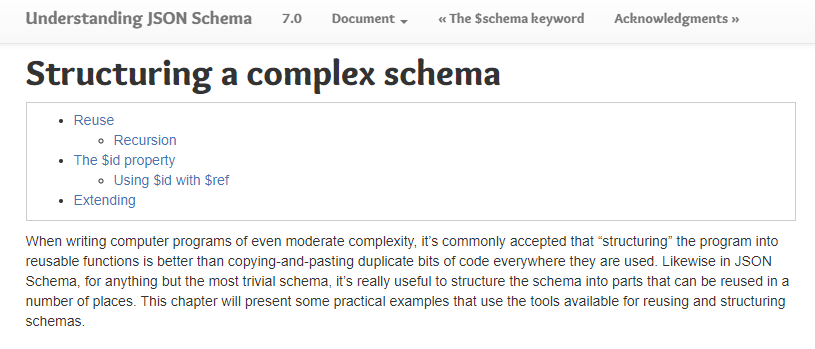 Understanding JSON Schema 7.0 Document « The $schema keyword Acknowledgments »
Structuring a complex schema
Reuse
Recursion
The $id property
Using $id with $ref
Extending
When writing computer programs of even moderate complexity, it’s commonly accepted that “structuring” the program into
reusable functions is better than copying-and-pasting duplicate bits of code everywhere they are used. Likewise in JSON
Schema, for anything but the most trivial schema, it’s really useful to structure the schema into parts that can be reused in a
number of places. This chapter will present some practical examples that use the tools available for reusing and structuring
schemas.